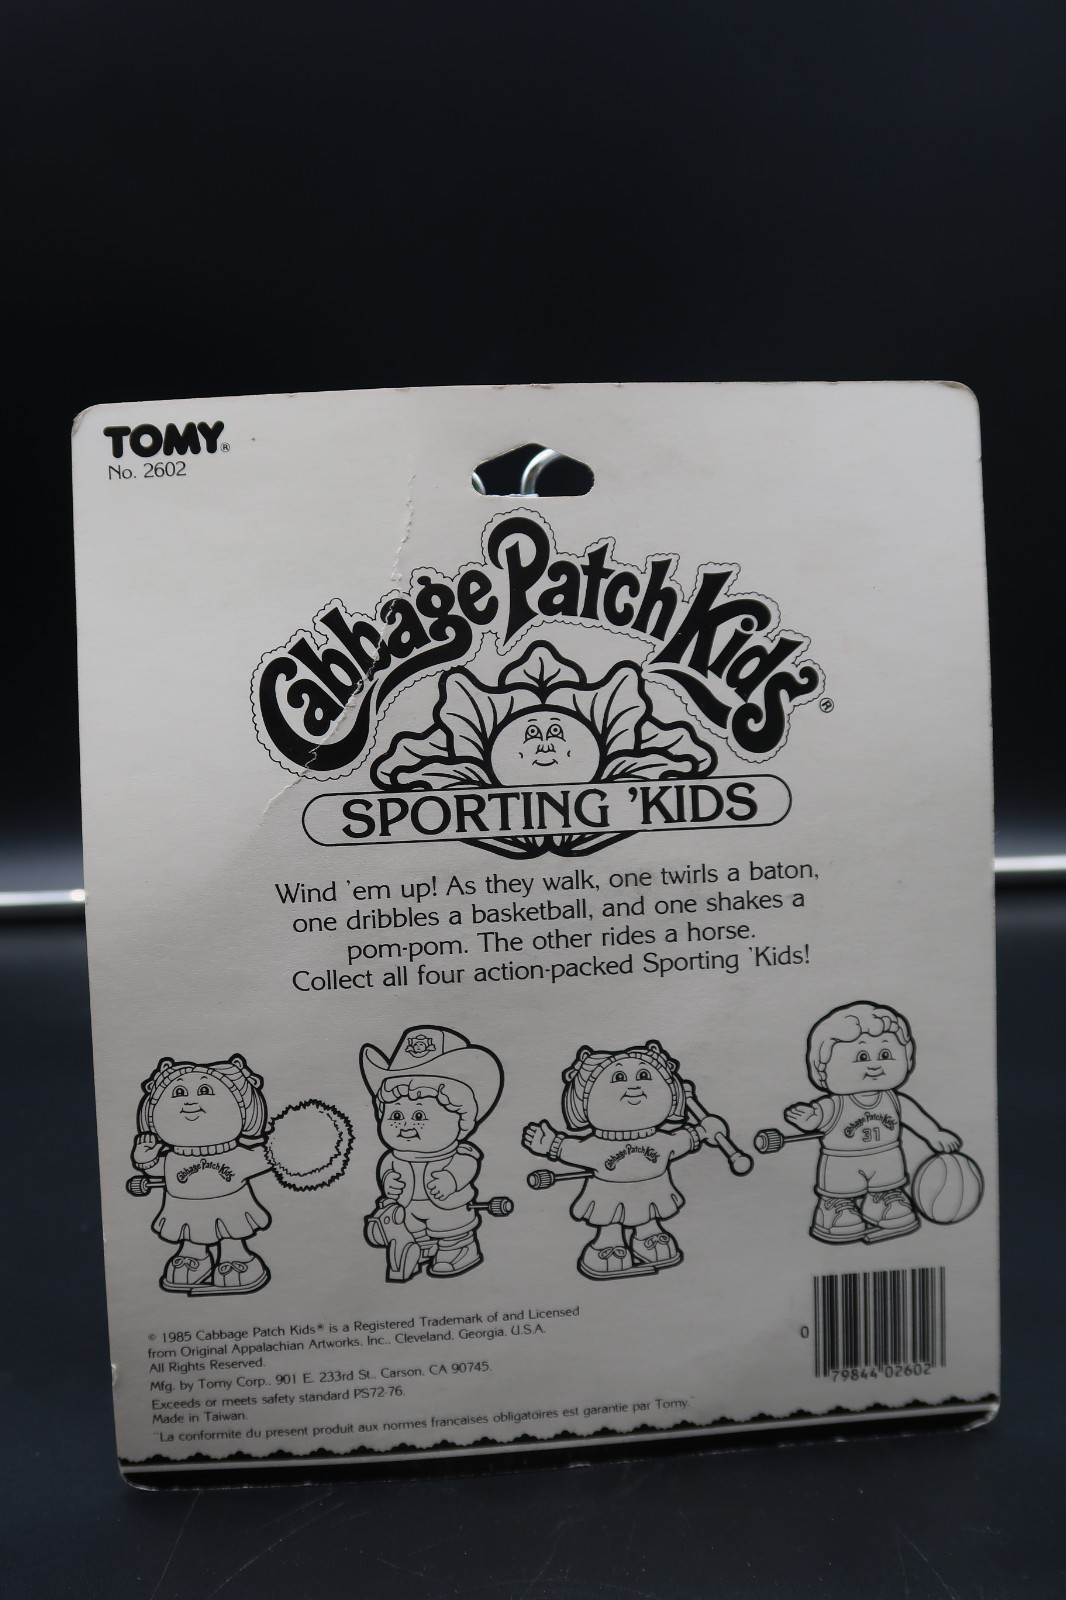 TOMY®
No. 2602
Cabbage Patch Kids®
SPORTING 'KIDS
Wind 'em up! As they walk, one twirls a baton,
one dribbles a basketball, and one shakes a
pom-pom. The other rides a horse.
Collect all four action-packed Sporting 'Kids!
Cabbage Patch Kids
Cabbage Patch Kids
Cabbage Patch Kids
31
© 1985 Cabbage Patch Kids® is a Registered Trademark of and Licensed
from Original Appalachian Artworks, Inc., Cleveland, Georgia, U.S.A.
All Rights Reserved.
Mfg. by Tomy Corp., 901 E. 233rd St., Carson, CA 90745.
Exceeds or meets safety standard PS72-76.
Made in Taiwan.
"La conformite du present produit aux normes francaises obligatoires est garantie par Tomy."
0 79844 02602